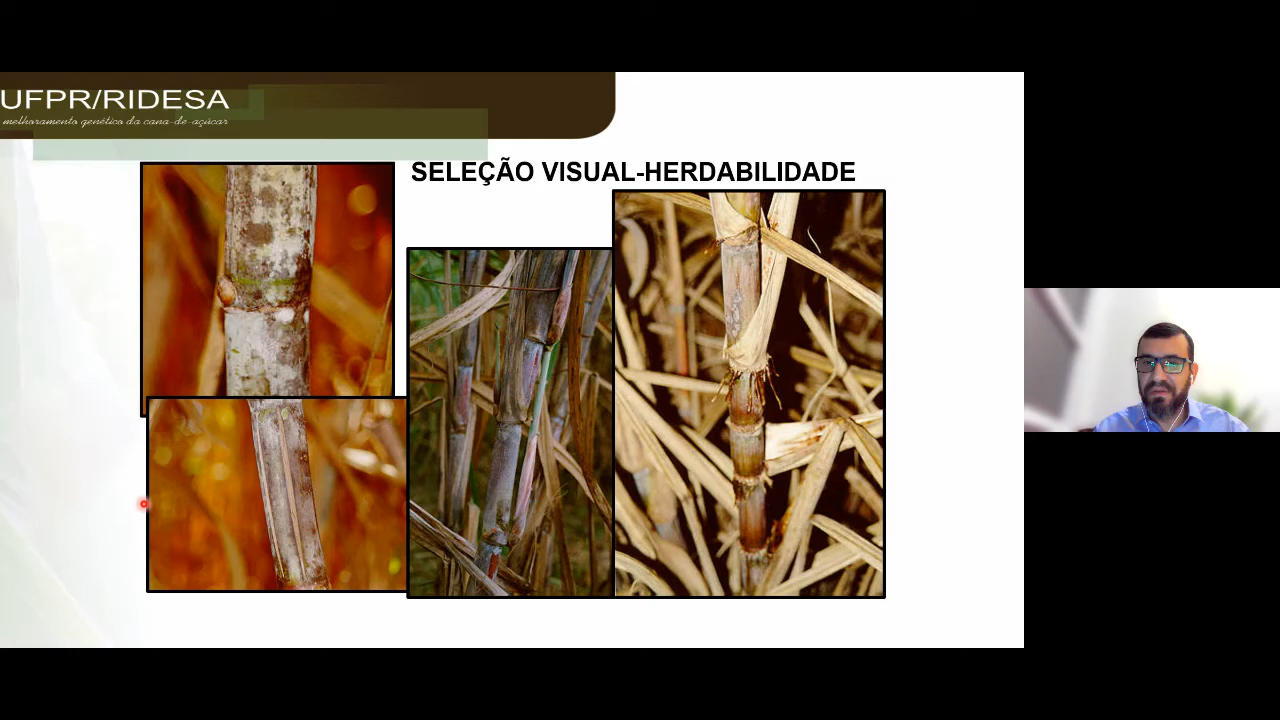 UFPR/RIDESA
melhoramento genético da cana-de-açúcar
SELEÇÃO VISUAL-HERDABILIDADE